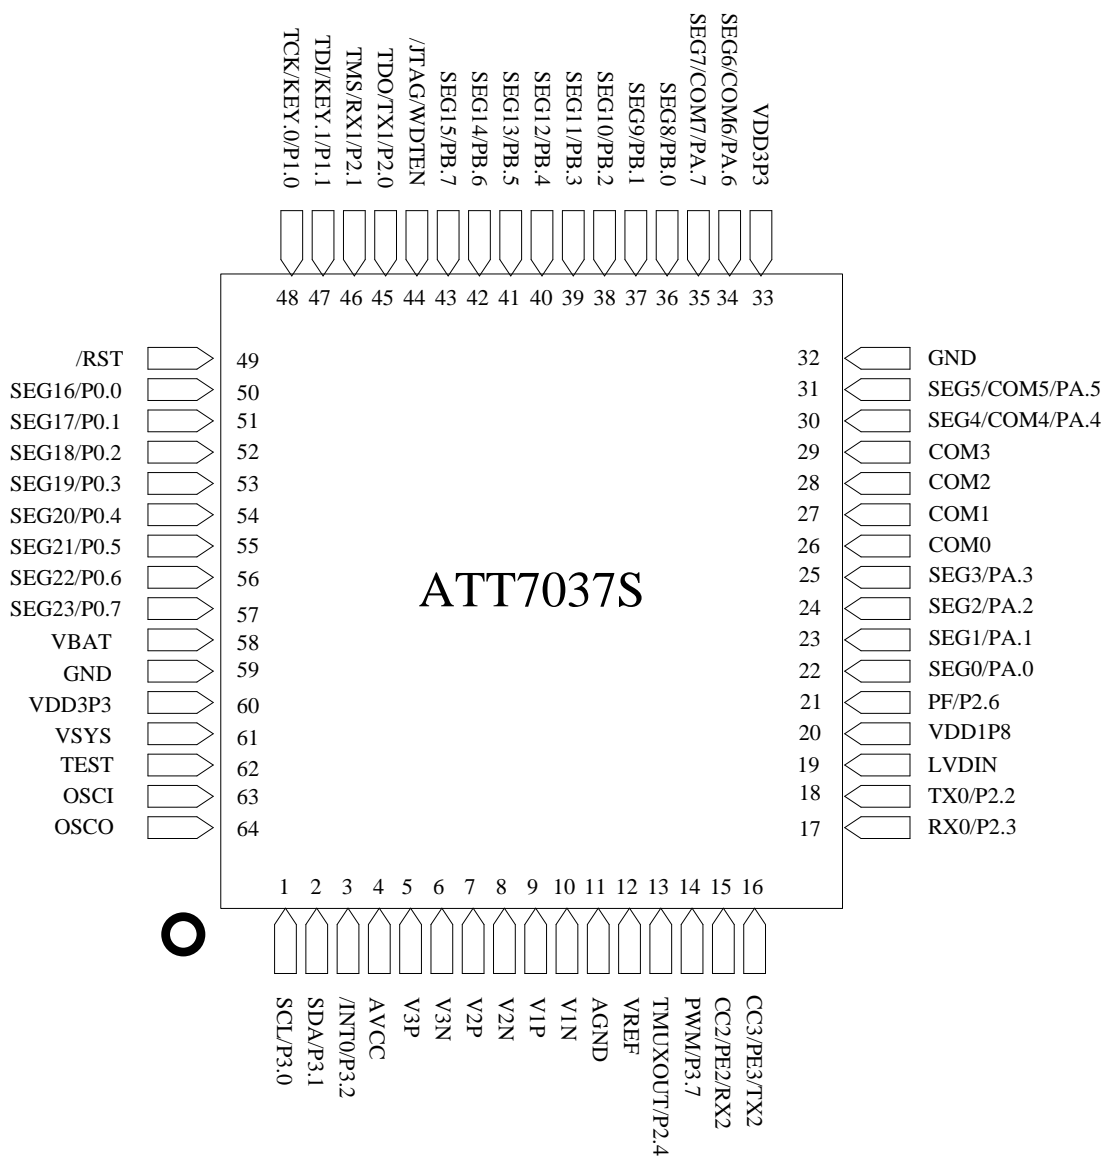 TCK/KEY.0/P1.0
TDI/KEY.1/P1.1
TMS/RX1/P2.1
TDO/TX1/P2.0
/JTAG/WDTEN
SEG15/PB.7
SEG14/PB.6
SEG13/PB.5
SEG12/PB.4
SEG11/PB.3
SEG10/PB.2
SEG9/PB.1
SEG8/PB.0
SEG7/COM7/PA.7
SEG6/COM6/PA.6
VDD3P3
48 47 46 45 44 43 42 41 40 39 38 37 36 35 34 33
/RST 49 32 GND
SEG16/P0.0 50 31 SEG5/COM5/PA.5
SEG17/P0.1 51 30 SEG4/COM4/PA.4
SEG18/P0.2 52 29 COM3
SEG19/P0.3 53 28 COM2
SEG20/P0.4 54 27 COM1
SEG21/P0.5 55 26 COM0
SEG22/P0.6 56 25 SEG3/PA.3
ATT7037S
SEG23/P0.7 57 24 SEG2/PA.2
VBAT 58 23 SEG1/PA.1
GND 59 22 SEG0/PA.0
VDD3P3 60 21 PF/P2.6
VSYS 61 20 VDD1P8
TEST 62 19 LVDIN
OSCI 63 18 TX0/P2.2
OSCO 64 17 RX0/P2.3
1 2 3 4 5 6 7 8 9 10 11 12 13 14 15 16
SCL/P3.0
SDA/P3.1
/INT0/P3.2
AVCC
V3P
V3N
V2P
V2N
V1P
V1N
AGND
VREF
TMUXOUT/P2.4
PWM/P3.7
CC2/PE2/RX2
CC3/PE3/TX2